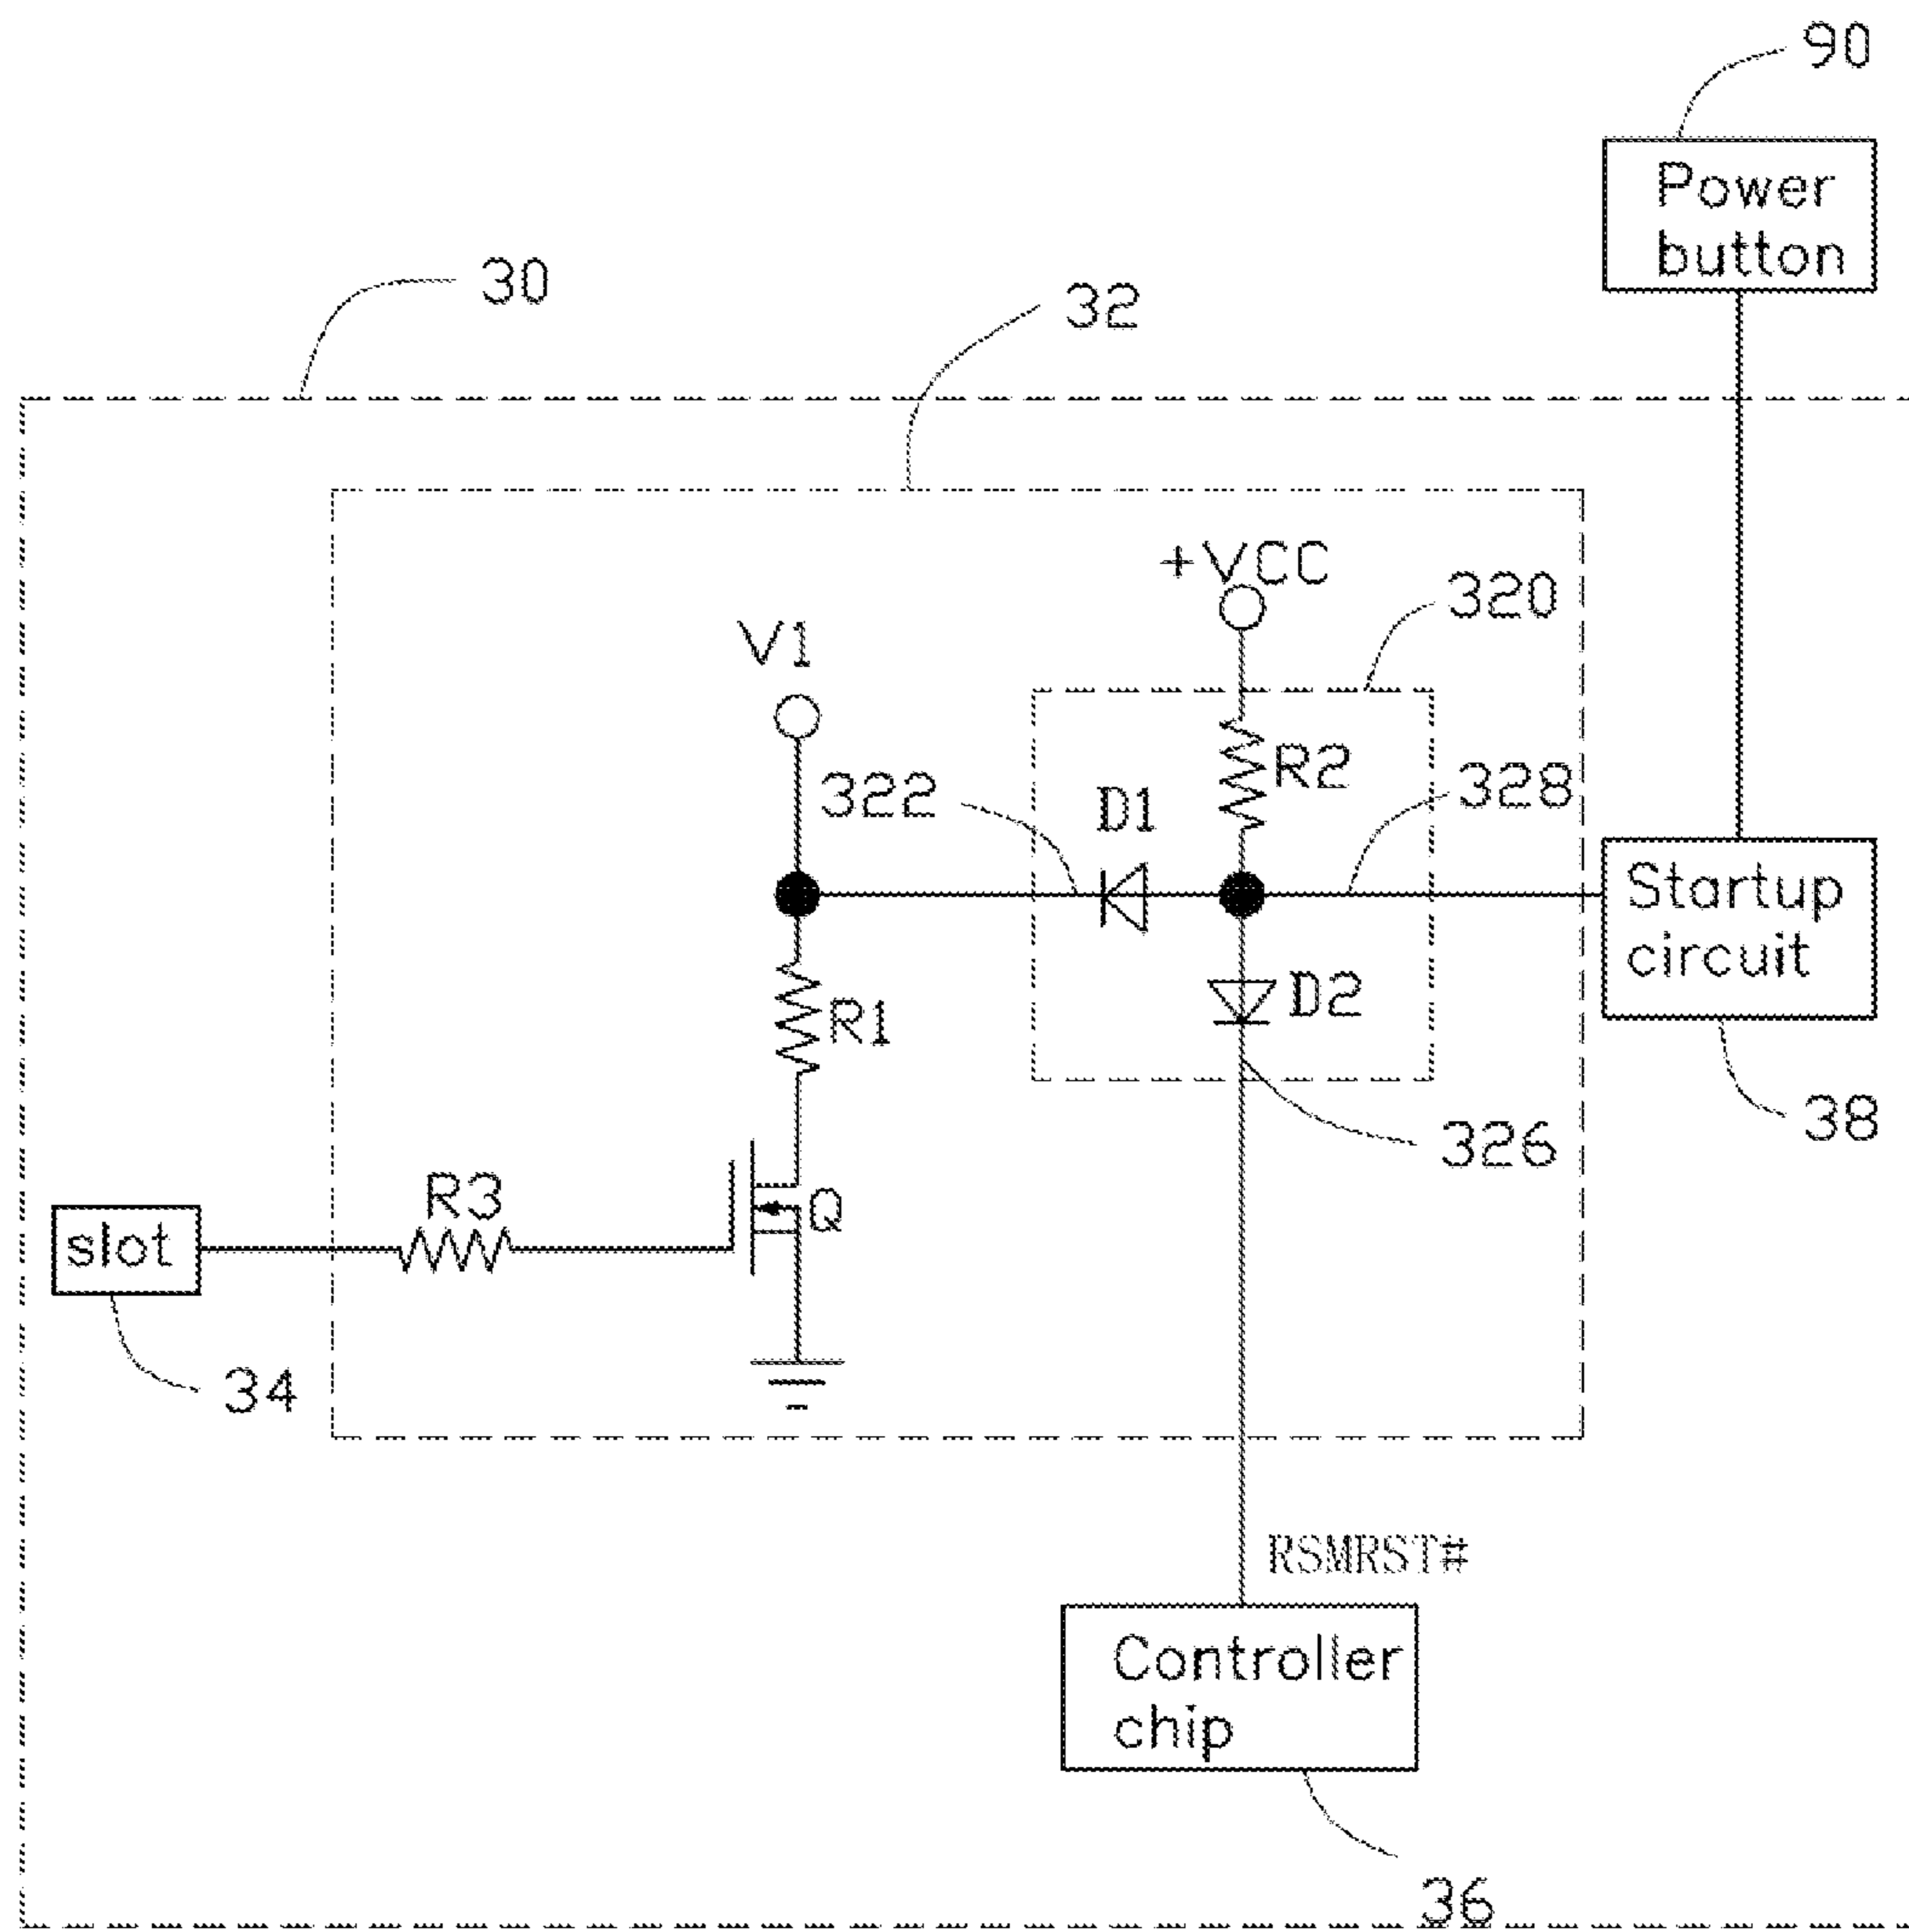 90
Power
button
30
32
+VCC
320
V1
R2
322
D1
328
Startup
circuit
D2
R1
38
326
R3
Q
slot
34
RSMRST#
Controller
chip
36